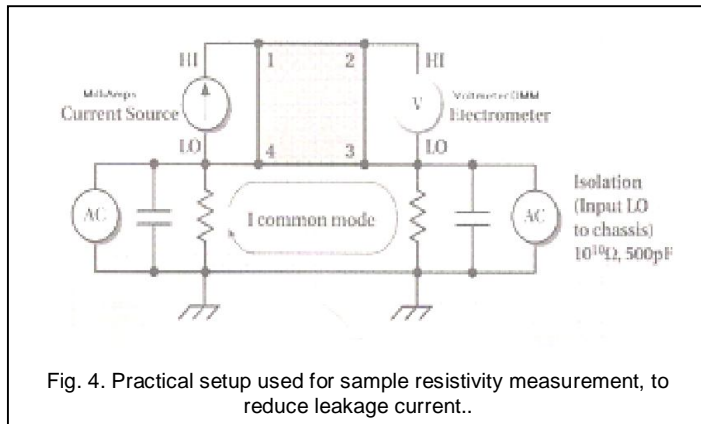 HI
1
2
HI
MilliAmps
Current Source
V
Voltmeter DMM
Electrometer
LO
4
3
LO
AC
I common mode
AC
Isolation
(Input LO
to chassis)
10¹⁰Ω, 500pF
Fig. 4. Practical setup used for sample resistivity measurement, to
reduce leakage current..